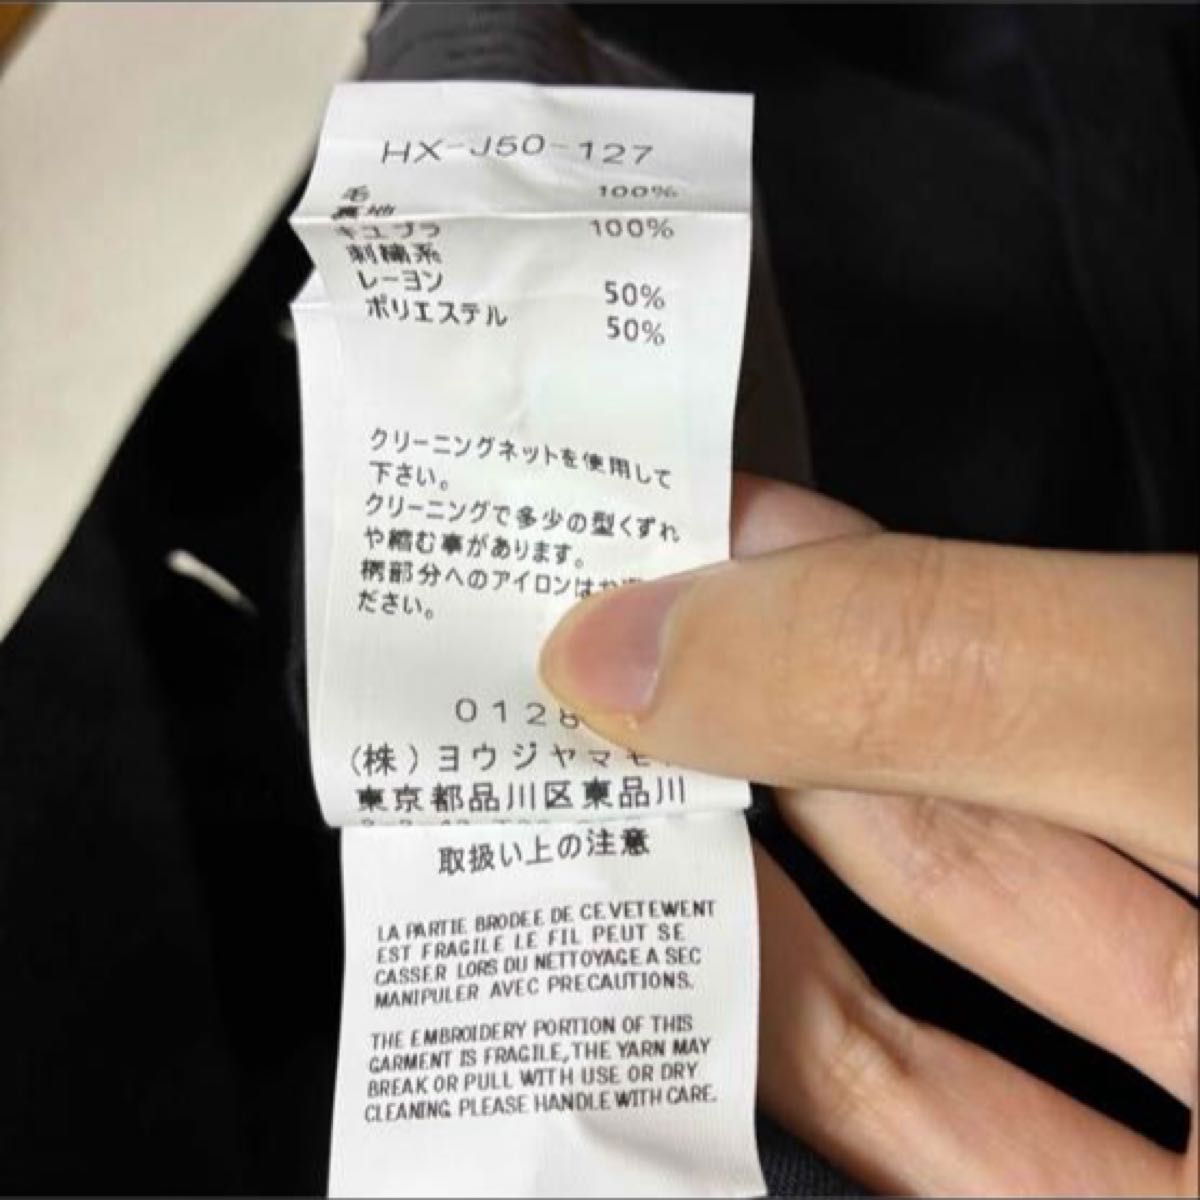 HX-J50-127
毛 100%
裏地
キュプラ 100%
刺繍糸
レーヨン 50%
ポリエステル 50%
クリーニングネットを使用して
下さい。
クリーニングで多少の型くずれ
や縮む事があります。
柄部分へのアイロンはお
ださい。
0128
(株)ヨウジヤマモ
東京都品川区東品川
取扱い上の注意
LA PARTIE BRODEE DE CE VETEWENT
EST FRAGILE LE FIL PEUT SE
CASSER LORS DU NETTOYAGE A SEC
MANIPULER AVEC PRECAUTIONS.
THE EMBROIDERY PORTION OF THIS
GARMENT IS FRAGILE, THE YARN MAY
BREAK OR PULL WITH USE OR DRY
CLEANING. PLEASE HANDLE WITH CARE.